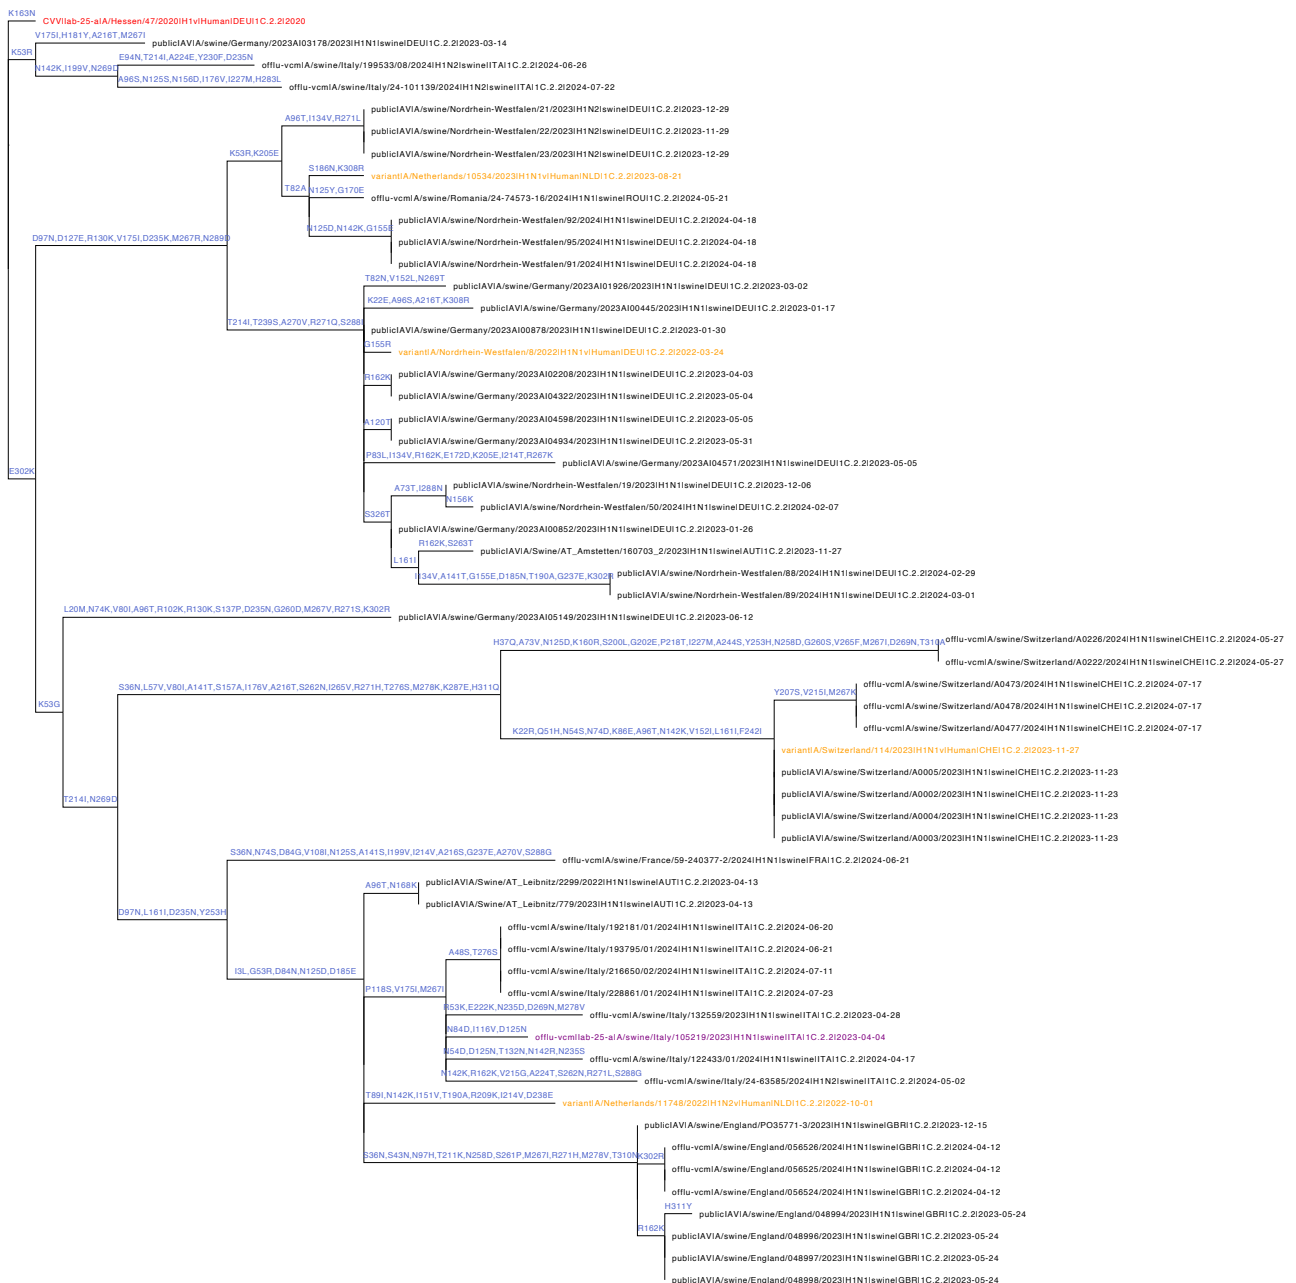 K163N
CVV|lab-25-a|A/Hessen/47/2020|H1v|Human|DEU|1C.2.2|2020
V175I,H181Y,A216T,M267I
publicIAV|A/swine/Germany/2023AI03178/2023|H1N1|swine|DEU|1C.2.2|2023-03-14
K53R
E94N,T214I,A224E,Y230F,D235N
offlu-vcm|A/swine/Italy/199533/08/2024|H1N2|swine|ITA|1C.2.2|2024-06-26
N142K,I199V,N269D
A96S,N125S,N156D,I176V,I227M,H283L
offlu-vcm|A/swine/Italy/24-101139/2024|H1N2|swine|ITA|1C.2.2|2024-07-22
publicIAV|A/swine/Nordrhein-Westfalen/21/2023|H1N2|swine|DEU|1C.2.2|2023-12-29
A96T,I134V,R271L
publicIAV|A/swine/Nordrhein-Westfalen/22/2023|H1N2|swine|DEU|1C.2.2|2023-11-29
K53R,K205E
publicIAV|A/swine/Nordrhein-Westfalen/23/2023|H1N2|swine|DEU|1C.2.2|2023-12-29
S186N,K308R
variant|A/Netherlands/10534/2023|H1N1v|Human|NLD|1C.2.2|2023-08-21
T82A
N125Y,G170E
offlu-vcm|A/swine/Romania/24-74573-16/2024|H1N1|swine|ROU|1C.2.2|2024-05-21
publicIAV|A/swine/Nordrhein-Westfalen/92/2024|H1N1|swine|DEU|1C.2.2|2024-04-18
N125D,N142K,G155E
D97N,D127E,R130K,V175I,D235K,M267R,N289D
publicIAV|A/swine/Nordrhein-Westfalen/95/2024|H1N1|swine|DEU|1C.2.2|2024-04-18
publicIAV|A/swine/Nordrhein-Westfalen/91/2024|H1N1|swine|DEU|1C.2.2|2024-04-18
T82N,V152L,N269T
publicIAV|A/swine/Germany/2023AI01926/2023|H1N1|swine|DEU|1C.2.2|2023-03-02
K22E,A96S,A216T,K308R
publicIAV|A/swine/Germany/2023AI00445/2023|H1N1|swine|DEU|1C.2.2|2023-01-17
T214I,T239S,A270V,R271Q,S288I
publicIAV|A/swine/Germany/2023AI00878/2023|H1N1|swine|DEU|1C.2.2|2023-01-30
G155R
variant|A/Nordrhein-Westfalen/8/2022|H1N1v|Human|DEU|1C.2.2|2022-03-24
publicIAV|A/swine/Germany/2023AI02208/2023|H1N1|swine|DEU|1C.2.2|2023-04-03
R162K
publicIAV|A/swine/Germany/2023AI04322/2023|H1N1|swine|DEU|1C.2.2|2023-05-04
publicIAV|A/swine/Germany/2023AI04598/2023|H1N1|swine|DEU|1C.2.2|2023-05-05
A120T
publicIAV|A/swine/Germany/2023AI04934/2023|H1N1|swine|DEU|1C.2.2|2023-05-31
P83L,I134V,R162K,E172D,K205E,I214T,R267K
publicIAV|A/swine/Germany/2023AI04571/2023|H1N1|swine|DEU|1C.2.2|2023-05-05
E302K
publicIAV|A/swine/Nordrhein-Westfalen/19/2023|H1N1|swine|DEU|1C.2.2|2023-12-06
A73T,I288N
N156K
publicIAV|A/swine/Nordrhein-Westfalen/50/2024|H1N1|swine|DEU|1C.2.2|2024-02-07
S326T
publicIAV|A/swine/Germany/2023AI00852/2023|H1N1|swine|DEU|1C.2.2|2023-01-26
R162K,S263T
publicIAV|A/Swine/AT_Amstetten/160703_2/2023|H1N1|swine|AUT|1C.2.2|2023-11-27
L161I
publicIAV|A/swine/Nordrhein-Westfalen/88/2024|H1N1|swine|DEU|1C.2.2|2024-02-29
I134V,A141T,G155E,D185N,T190A,G237E,K302R
publicIAV|A/swine/Nordrhein-Westfalen/89/2024|H1N1|swine|DEU|1C.2.2|2024-03-01
L20M,N74K,V80I,A96T,R102K,R130K,S137P,D235N,G260D,M267V,R271S,K302R
publicIAV|A/swine/Germany/2023AI05149/2023|H1N1|swine|DEU|1C.2.2|2023-06-12
H37Q,A73V,N125D,K160R,S200L,G202E,P218T,I227M,A244S,Y253H,N258D,G260S,V265F,M267I,D269N,T310A
offlu-vcm|A/swine/Switzerland/A0226/2024|H1N1|swine|CHE|1C.2.2|2024-05-27
offlu-vcm|A/swine/Switzerland/A0222/2024|H1N1|swine|CHE|1C.2.2|2024-05-27
offlu-vcm|A/swine/Switzerland/A0473/2024|H1N1|swine|CHE|1C.2.2|2024-07-17
S36N,L57V,V80I,A141T,S157A,I176V,A216T,S262N,I265V,R271H,T276S,M278K,K287E,H311Q
Y207S,V215I,M267K
K53G
offlu-vcm|A/swine/Switzerland/A0478/2024|H1N1|swine|CHE|1C.2.2|2024-07-17
offlu-vcm|A/swine/Switzerland/A0477/2024|H1N1|swine|CHE|1C.2.2|2024-07-17
K22R,Q51H,N54S,N74D,K86E,A96T,N142K,V152I,L161I,F242I
variant|A/Switzerland/114/2023|H1N1v|Human|CHE|1C.2.2|2023-11-27
publicIAV|A/swine/Switzerland/A0005/2023|H1N1|swine|CHE|1C.2.2|2023-11-23
publicIAV|A/swine/Switzerland/A0002/2023|H1N1|swine|CHE|1C.2.2|2023-11-23
T214I,N269D
publicIAV|A/swine/Switzerland/A0004/2023|H1N1|swine|CHE|1C.2.2|2023-11-23
publicIAV|A/swine/Switzerland/A0003/2023|H1N1|swine|CHE|1C.2.2|2023-11-23
S36N,N74S,D84G,V108I,N125S,A141S,I199V,I214V,A216S,G237E,A270V,S288G
offlu-vcm|A/swine/France/59-240377-2/2024|H1N1|swine|FRA|1C.2.2|2024-06-21
A96T,N168K
publicIAV|A/Swine/AT_Leibnitz/2299/2022|H1N1|swine|AUT|1C.2.2|2023-04-13
publicIAV|A/Swine/AT_Leibnitz/779/2023|H1N1|swine|AUT|1C.2.2|2023-04-13
D97N,L161I,D235N,Y253H
offlu-vcm|A/swine/Italy/192181/01/2024|H1N1|swine|ITA|1C.2.2|2024-06-20
offlu-vcm|A/swine/Italy/193795/01/2024|H1N1|swine|ITA|1C.2.2|2024-06-21
A48S,T276S
I3L,G53R,D84N,N125D,D185E
offlu-vcm|A/swine/Italy/216650/02/2024|H1N1|swine|ITA|1C.2.2|2024-07-11
P118S,V175I,M267I
offlu-vcm|A/swine/Italy/228861/01/2024|H1N1|swine|ITA|1C.2.2|2024-07-23
R53K,E222K,N235D,D269N,M278V
offlu-vcm|A/swine/Italy/132559/2023|H1N1|swine|ITA|1C.2.2|2023-04-28
N84D,I116V,D125N
offlu-vcm|lab-25-a|A/swine/Italy/105219/2023|H1N1|swine|ITA|1C.2.2|2023-04-04
N54D,D125N,T132N,N142R,N235S
offlu-vcm|A/swine/Italy/122433/01/2024|H1N1|swine|ITA|1C.2.2|2024-04-17
N142K,R162K,V215G,A224T,S262N,R271L,S288G
offlu-vcm|A/swine/Italy/24-63585/2024|H1N2|swine|ITA|1C.2.2|2024-05-02
T89I,N142K,I151V,T190A,R209K,I214V,D238E
variant|A/Netherlands/11746/2022|H1N2v|Human|NLD|1C.2.2|2022-10-01
publicIAV|A/swine/England/PO35771-3/2023|H1N1|swine|GBR|1C.2.2|2023-12-15
offlu-vcm|A/swine/England/056526/2024|H1N1|swine|GBR|1C.2.2|2024-04-12
S36N,S43N,N97H,T211K,N258D,S261P,M267I,R271H,M278V,T310N
K302R
offlu-vcm|A/swine/England/056525/2024|H1N1|swine|GBR|1C.2.2|2024-04-12
offlu-vcm|A/swine/England/056524/2024|H1N1|swine|GBR|1C.2.2|2024-04-12
H311Y
publicIAV|A/swine/England/048994/2023|H1N1|swine|GBR|1C.2.2|2023-05-24
R162K
publicIAV|A/swine/England/048996/2023|H1N1|swine|GBR|1C.2.2|2023-05-24
publicIAV|A/swine/England/048997/2023|H1N1|swine|GBR|1C.2.2|2023-05-24
publicIAV|A/swine/England/048998/2023|H1N1|swine|GBR|1C.2.2|2023-05-24